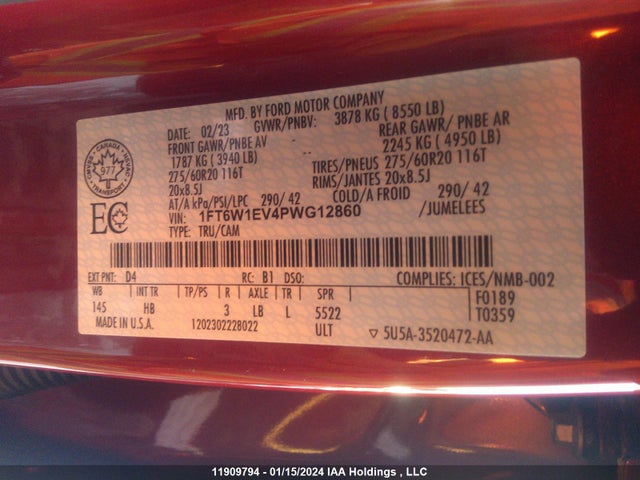 MFD. BY FORD MOTOR COMPANY
DATE: 02/23 GVWR/PNBV: 3878 KG ( 8550 LB)
FRONT GAWR/PNBE AV REAR GAWR/ PNBE AR
1787 KG ( 3940 LB) 2245 KG ( 4950 LB)
275/60R20 116T TIRES/PNEUS 275/60R20 116T
20x8.5J RIMS/JANTES 20x8.5J
AT/A kPa/PSI/LPC 290/ 42 COLD/A FROID 290/ 42
VIN: 1FT6W1EV4PWG12860 /JUMELEES
TYPE: TRU/CAM
CANADA
977
EC
EXT PNT: D4 RC: B1 DSO: COMPLIES: ICES/NMB-002
WB INT TR TP/PS R AXLE TR SPR F0189
145 HB 3 LB L 5522 T0359
MADE IN U.S.A. 1202302228022 ULT ▽ 5U5A-3520472-AA
11909794 - 01/15/2024 IAA Holdings , LLC